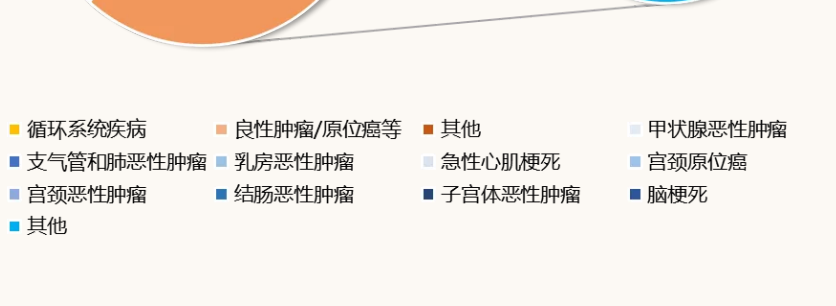 循环系统疾病 良性肿瘤/原位癌等 其他 甲状腺恶性肿瘤
支气管和肺恶性肿瘤 乳房恶性肿瘤 急性心肌梗死 宫颈原位癌
宫颈恶性肿瘤 结肠恶性肿瘤 子宫体恶性肿瘤 脑梗死
其他